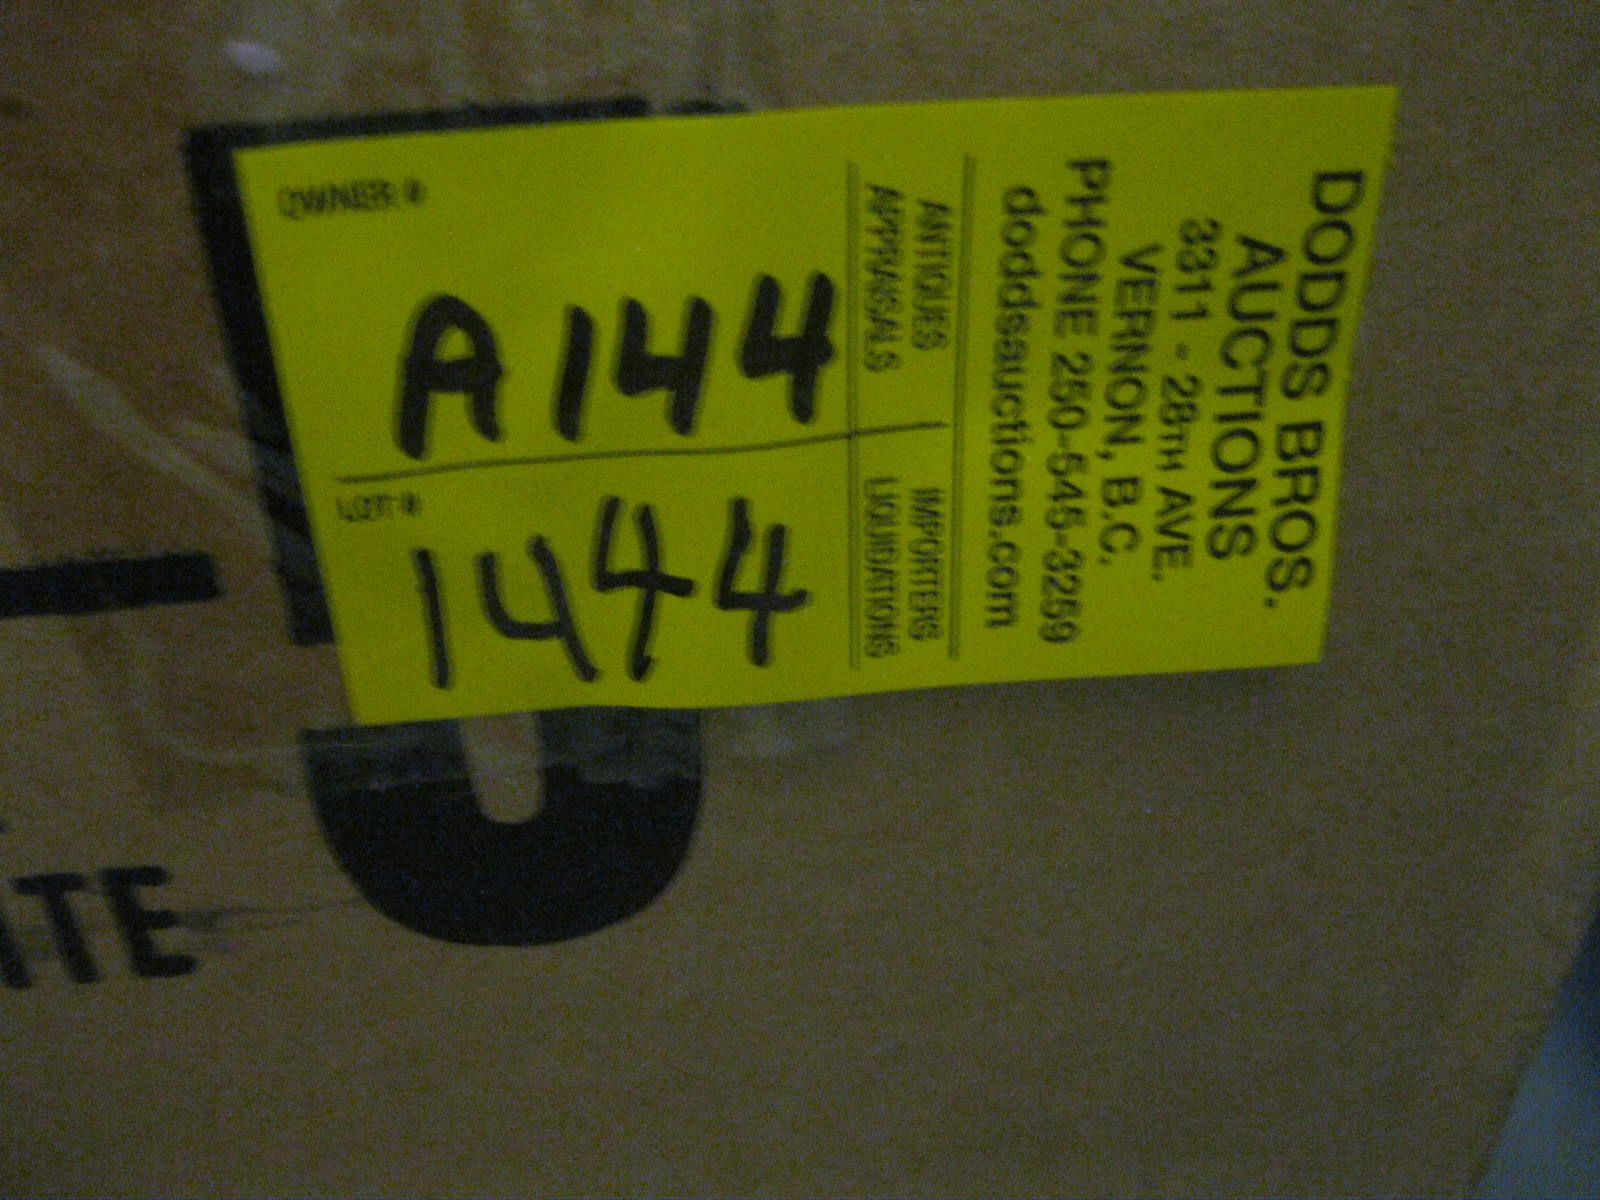 DODDS BROS.
AUCTIONS
3311 - 28TH AVE.
VERNON, B.C.
PHONE 250-545-3259
doddsauctions.com
ANTIQUES
APPRAISALS
IMPORTERS
LIQUIDATIONS
OWNER #
A144
LOT #
1444
ITE